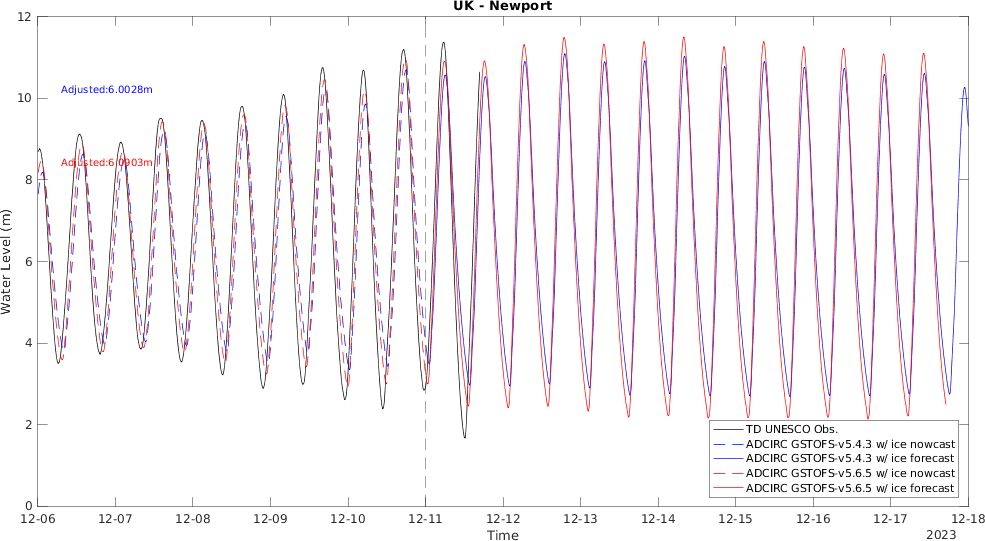 UK - Newport
12
10
8
6
4
2
0
Water Level (m)
Adjusted:6.0028m
Adjusted:6.0903m
TD UNESCO Obs.
ADCIRC GSTOFS-v5.4.3 w/ ice nowcast
ADCIRC GSTOFS-v5.4.3 w/ ice forecast
ADCIRC GSTOFS-v5.6.5 w/ ice nowcast
ADCIRC GSTOFS-v5.6.5 w/ ice forecast
12-06 12-07 12-08 12-09 12-10 12-11 12-12 12-13 12-14 12-15 12-16 12-17 12-18
Time
2023